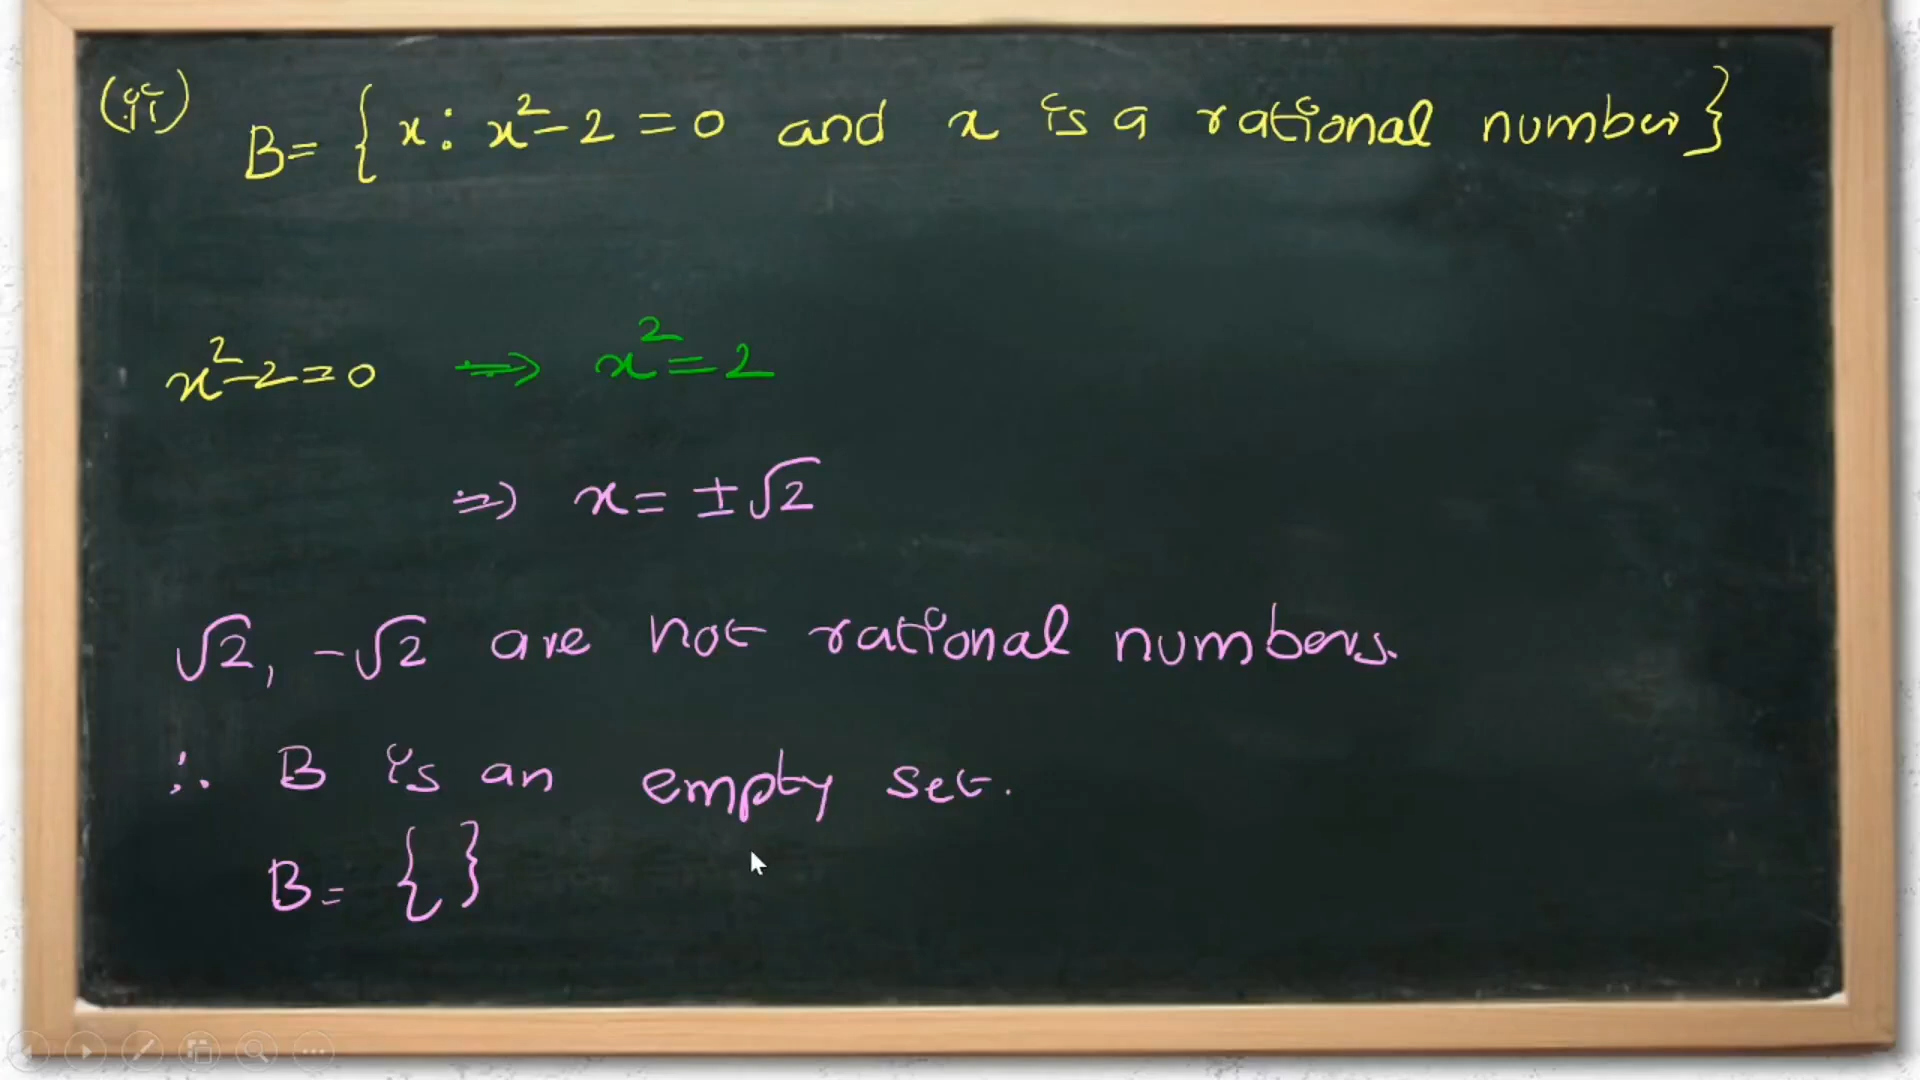 (ii) B = { x : x² - 2 = 0 and x is a rational number }
x² - 2 = 0 ⇒ x² = 2
⇒ x = ± √2
√2, -√2 are not rational numbers.
∴ B is an empty set.
B = { }